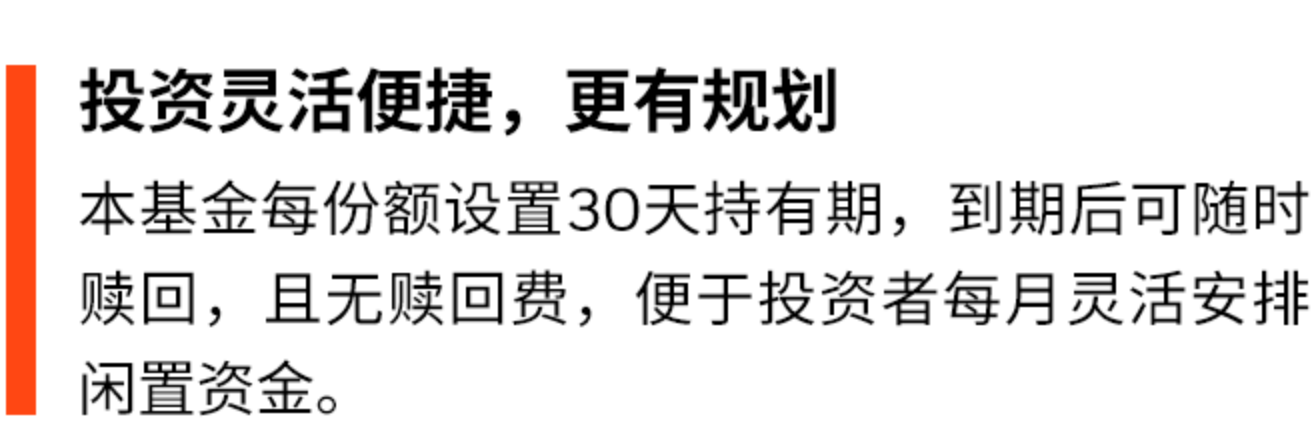 投资灵活便捷，更有规划
本基金每份额设置30天持有期，到期后可随时
赎回，且无赎回费，便于投资者每月灵活安排
闲置资金。